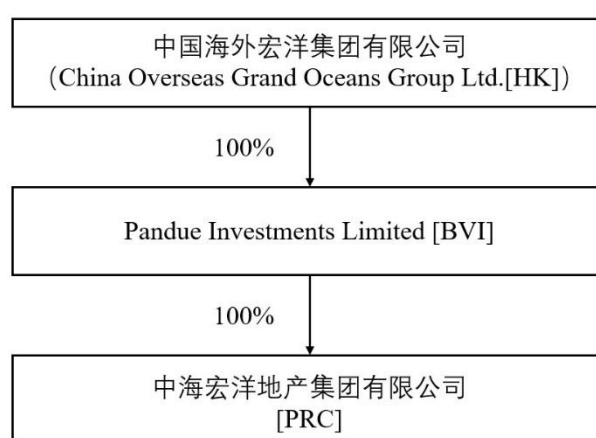 中国海外宏洋集团有限公司
（China Overseas Grand Oceans Group Ltd.[HK]）
100%
Pandue Investments Limited [BVI]
100%
中海宏洋地产集团有限公司
[PRC]